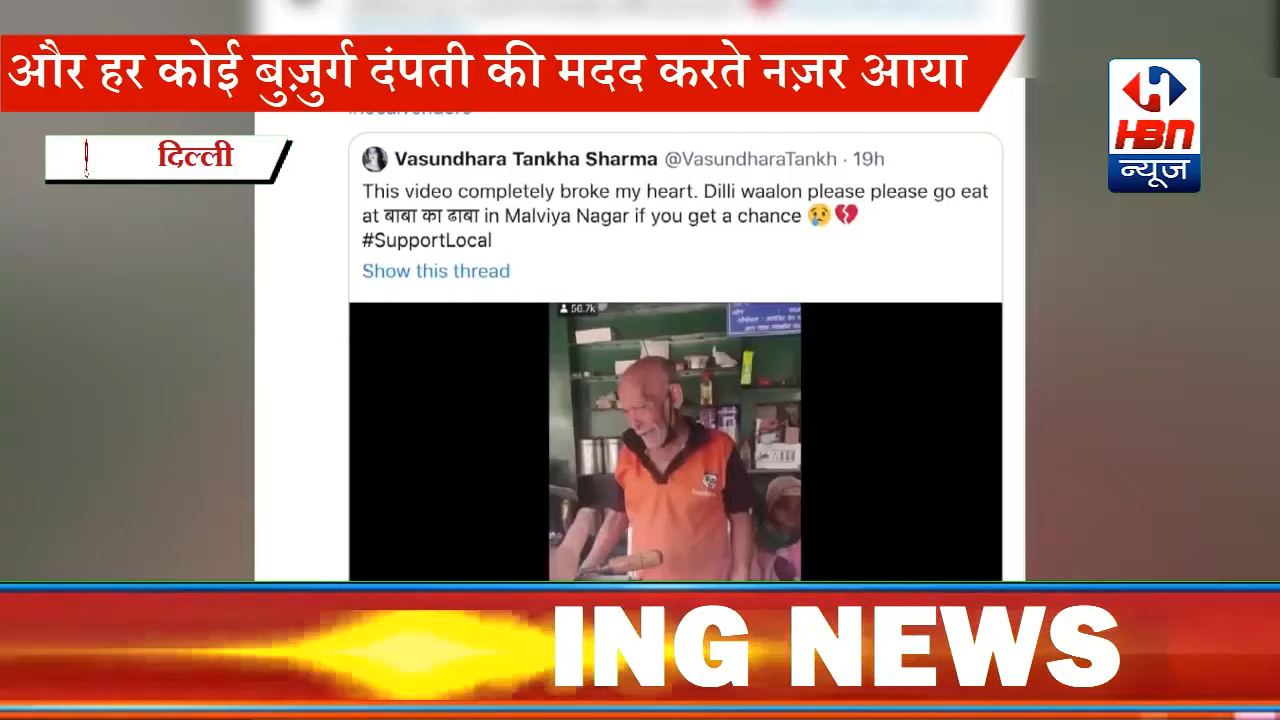 और हर कोई बुज़ुर्ग दंपती की मदद करते नज़र आया
HBN
न्यूज़
दिल्ली
Vasundhara Tankha Sharma @VasundharaTankh · 19h
This video completely broke my heart. Dilli waalon please please go eat
at बाबा का ढाबा in Malviya Nagar if you get a chance 😢💔
#SupportLocal
Show this thread
56.7k
ING NEWS